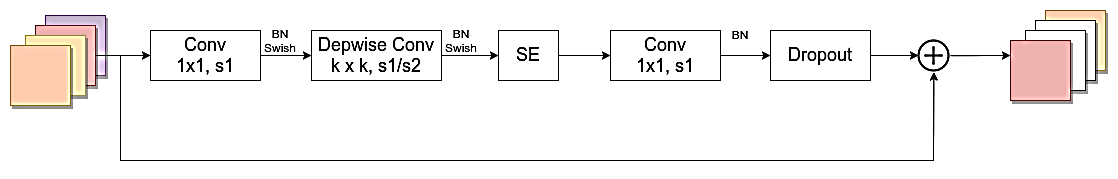 Conv
1x1, s1
BN
Swish
Depwise Conv
k x k, s1/s2
BN
Swish
SE
Conv
1x1, s1
BN
Dropout